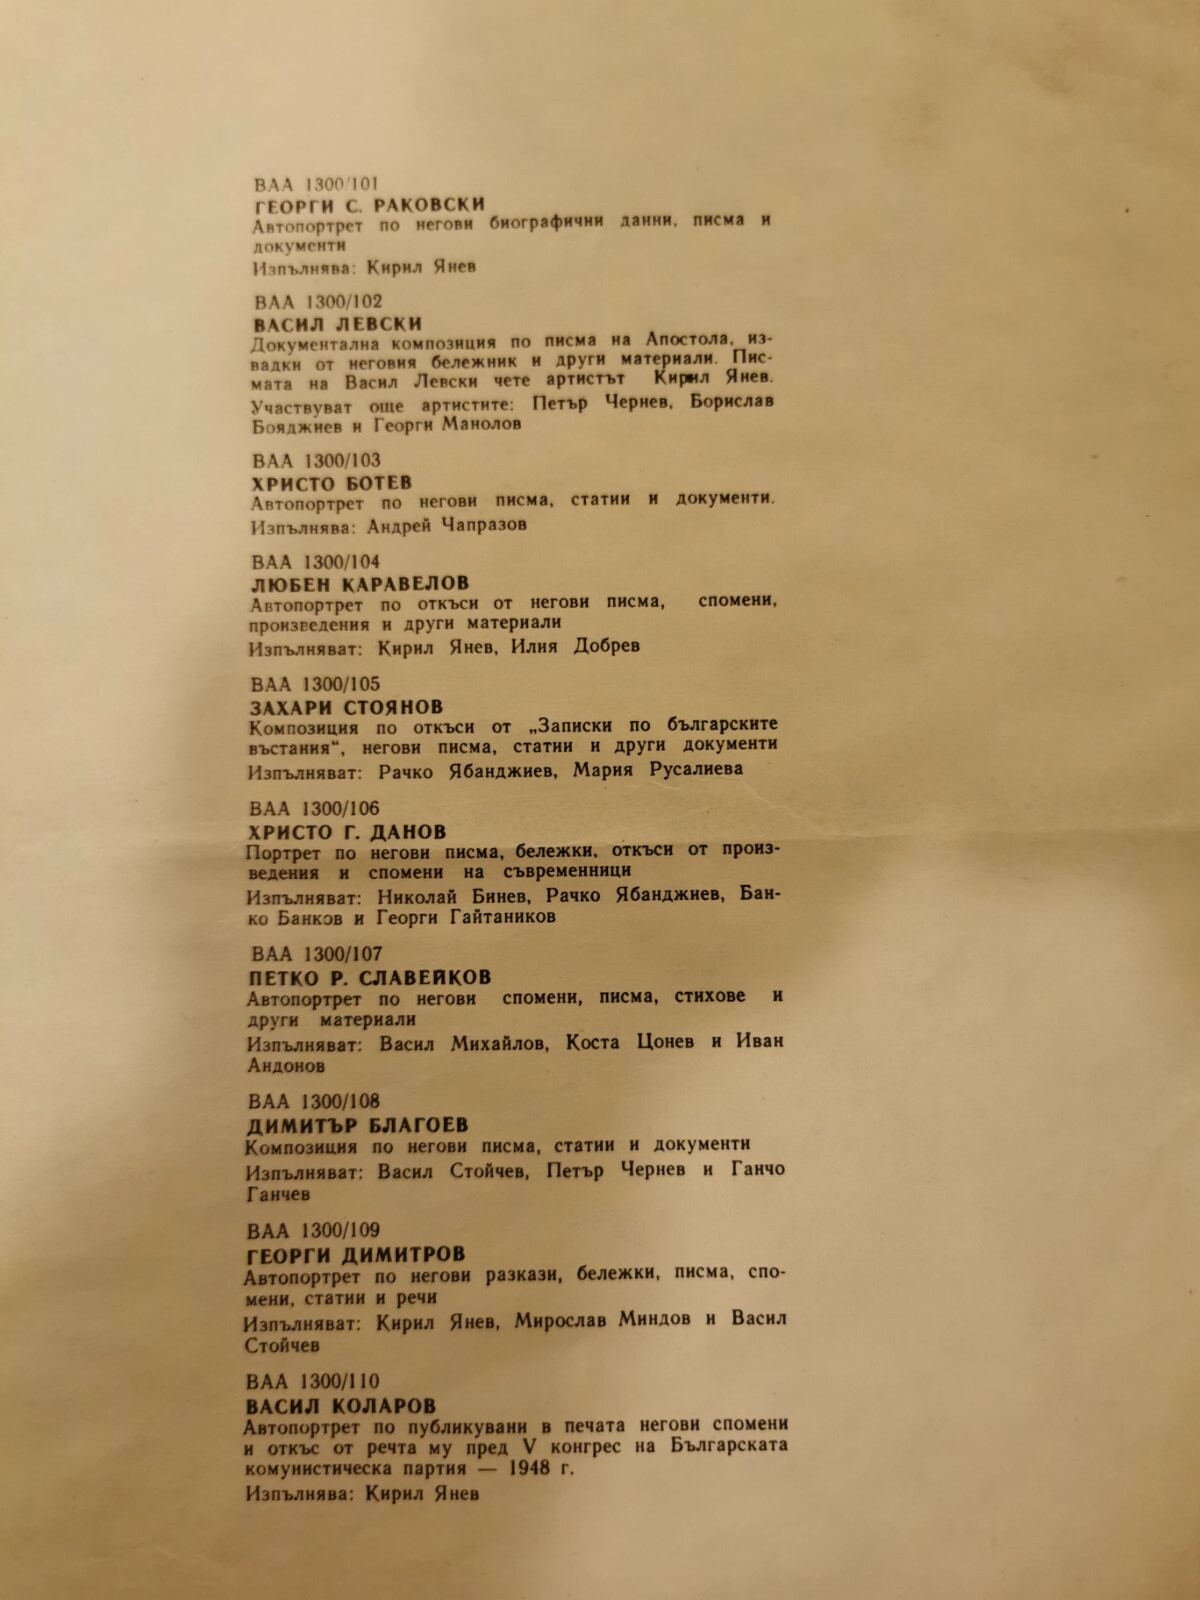 ВАА 1300/101
ГЕОРГИ С. РАКОВСКИ
Автопортрет по негови биографични данни, писма и
документи
Изпълнява: Кирил Янев
ВАА 1300/102
ВАСИЛ ЛЕВСКИ
Документална композиция по писма на Апостола, из-
вадки от неговия бележник и други материали. Пис-
мата на Васил Левски чете артистът Кирил Янев.
Участвуват още артистите: Петър Чернев, Борислав
Бояджиев и Георги Манолов
ВАА 1300/103
ХРИСТО БОТЕВ
Автопортрет по негови писма, статии и документи.
Изпълнява: Андрей Чапразов
ВАА 1300/104
ЛЮБЕН КАРАВЕЛОВ
Автопортрет по откъси от негови писма, спомени,
произведения и други материали
Изпълняват: Кирил Янев, Илия Добрев
ВАА 1300/105
ЗАХАРИ СТОЯНОВ
Композиция по откъси от „Записки по българските
въстания“, негови писма, статии и други документи
Изпълняват: Рачко Ябанджиев, Мария Русалиева
ВАА 1300/106
ХРИСТО Г. ДАНОВ
Портрет по негови писма, бележки, откъси от произ-
ведения и спомени на съвременници
Изпълняват: Николай Бинев, Рачко Ябанджиев, Бан-
ко Банков и Георги Гайтаников
ВАА 1300/107
ПЕТКО Р. СЛАВЕЙКОВ
Автопортрет по негови спомени, писма, стихове и
други материали
Изпълняват: Васил Михайлов, Коста Цонев и Иван
Андонов
ВАА 1300/108
ДИМИТЪР БЛАГОЕВ
Композиция по негови писма, статии и документи
Изпълняват: Васил Стойчев, Петър Чернев и Ганчо
Ганчев
ВАА 1300/109
ГЕОРГИ ДИМИТРОВ
Автопортрет по негови разкази, бележки, писма, спо-
мени, статии и речи
Изпълняват: Кирил Янев, Мирослав Миндов и Васил
Стойчев
ВАА 1300/110
ВАСИЛ КОЛАРОВ
Автопортрет по публикувани в печата негови спомени
и откъс от речта му пред V конгрес на Българската
комунистическа партия — 1948 г.
Изпълнява: Кирил Янев